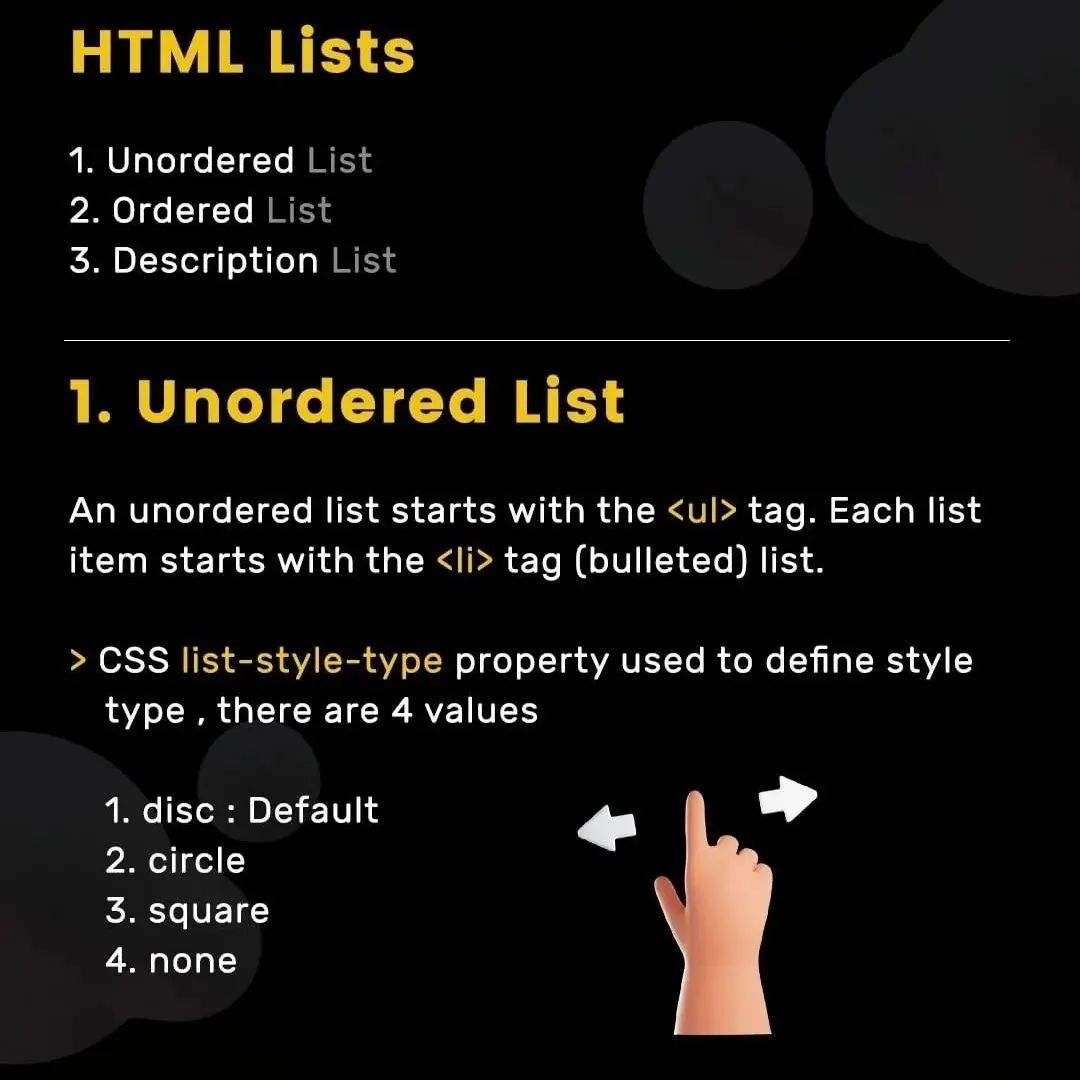 HTML Lists
1. Unordered List
2. Ordered List
3. Description List
1. Unordered List
An unordered list starts with the <ul> tag. Each list
item starts with the <li> tag (bulleted) list.
> CSS list-style-type property used to define style
type , there are 4 values
1. disc : Default
2. circle
3. square
4. none